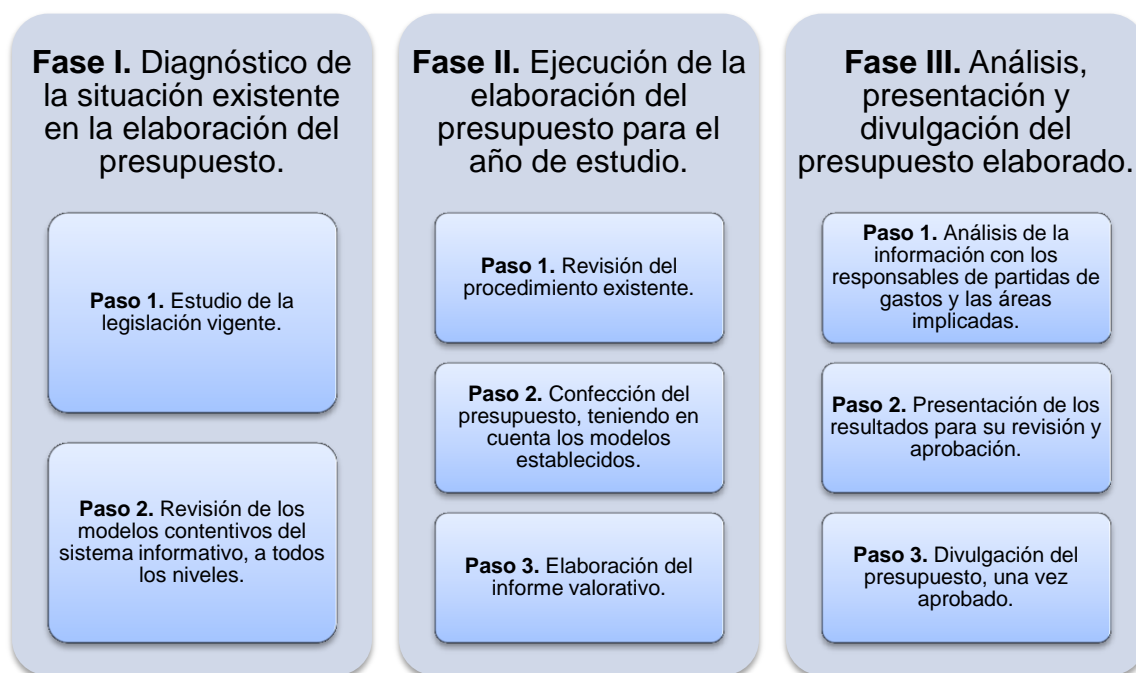 Fase I. Diagnóstico de
la situación existente
en la elaboración del
presupuesto.
Paso 1. Estudio de la
legislación vigente.
Paso 2. Revisión de los
modelos contentivos del
sistema informativo, a todos
los niveles.
Fase II. Ejecución de la
elaboración del
presupuesto para el
año de estudio.
Paso 1. Revisión del
procedimiento existente.
Paso 2. Confección del
presupuesto, teniendo en
cuenta los modelos
establecidos.
Paso 3. Elaboración del
informe valorativo.
Fase III. Análisis,
presentación y
divulgación del
presupuesto elaborado.
Paso 1. Análisis de la
información con los
responsables de partidas de
gastos y las áreas
implicadas.
Paso 2. Presentación de los
resultados para su revisión y
aprobación.
Paso 3. Divulgación del
presupuesto, una vez
aprobado.